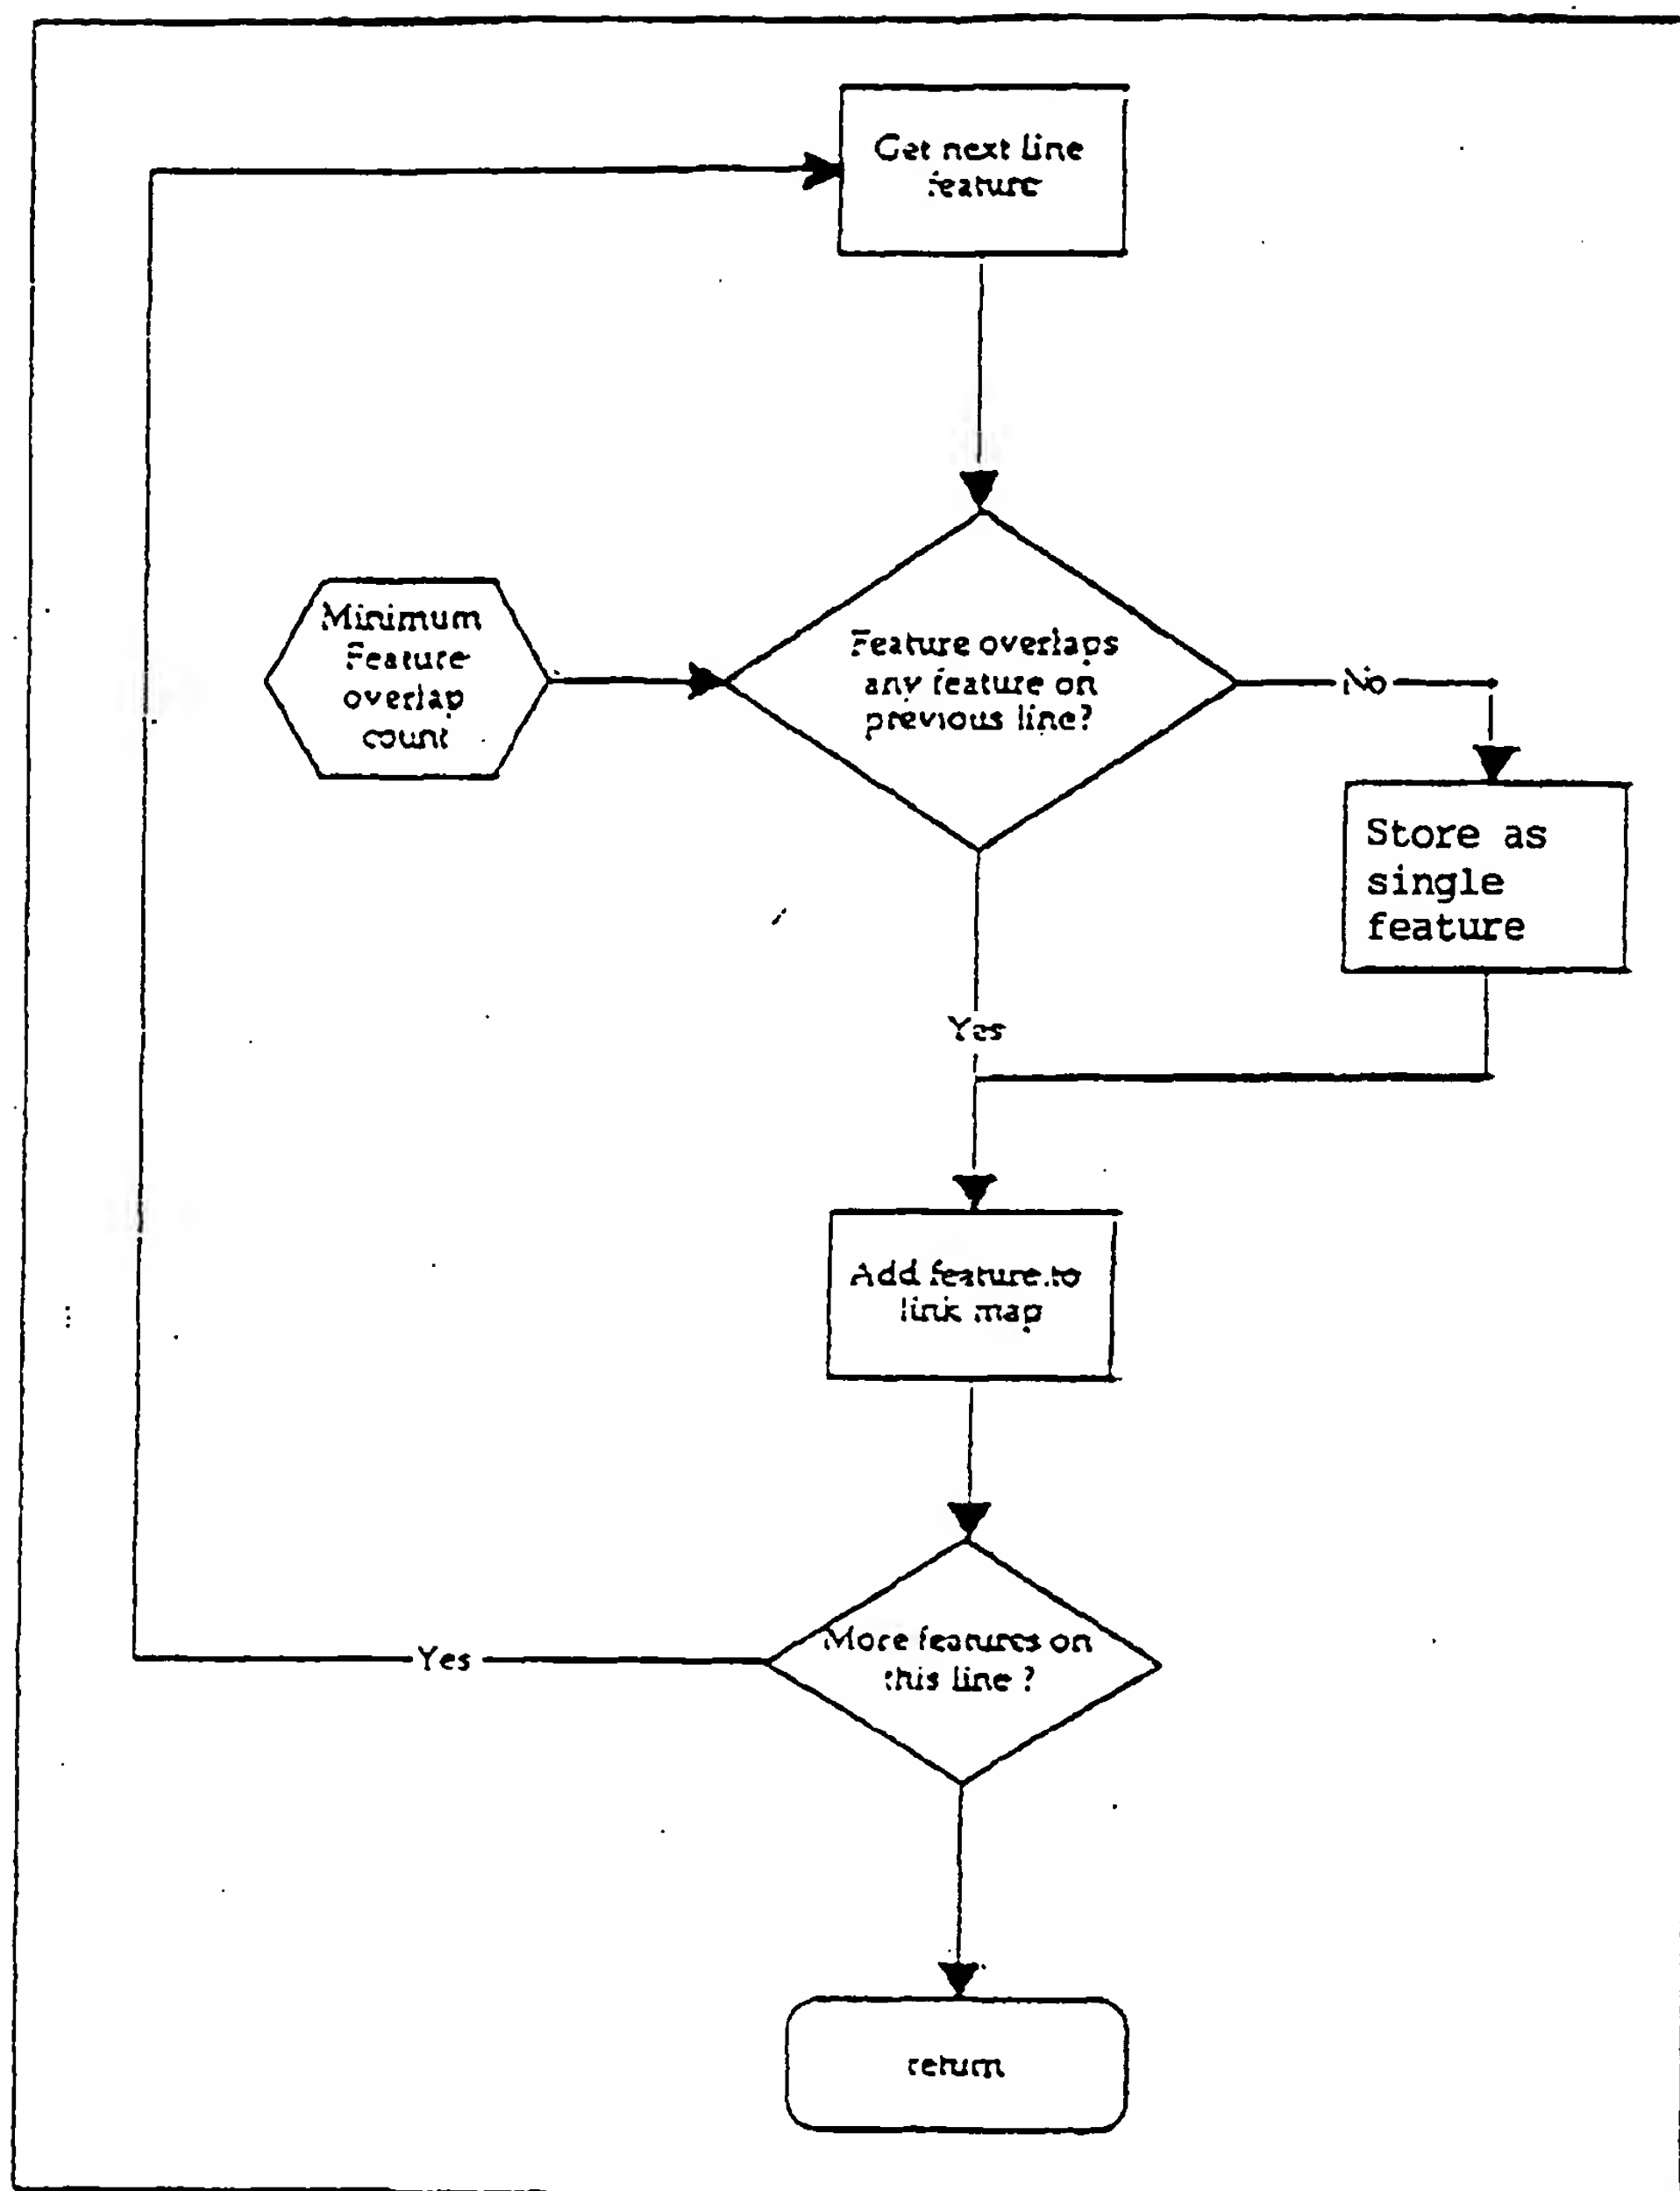 Get next line
feature
Minimum
Feature
overlap
count
Feature overlaps
any feature on
previous line?
No
Store as
single
feature
Yes
Add feature to
link map
More features on
this line ?
Yes
return